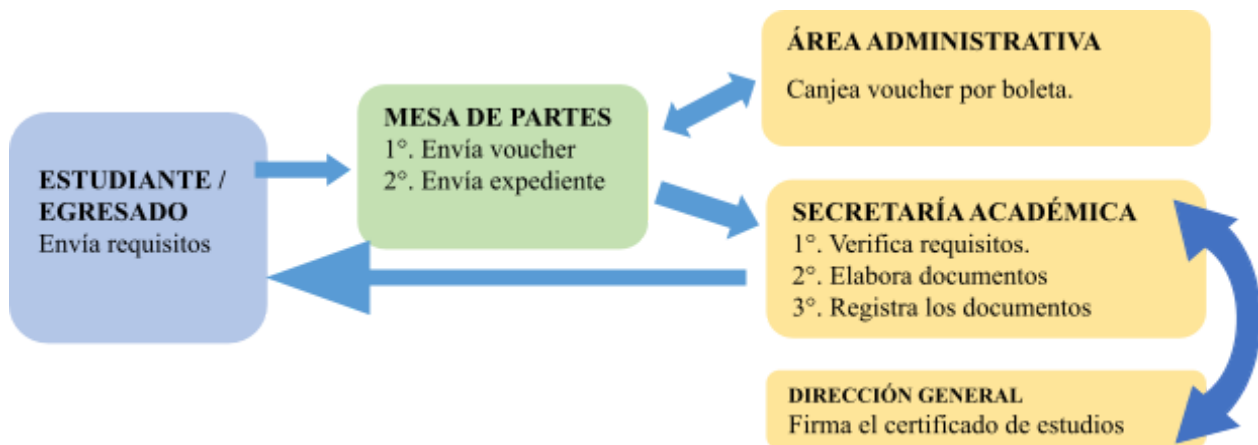 ESTUDIANTE /
EGRESADO
Envía requisitos
MESA DE PARTES
1°. Envía voucher
2°. Envía expediente
ÁREA ADMINISTRATIVA
Canjea voucher por boleta.
SECRETARÍA ACADÉMICA
1°. Verifica requisitos.
2°. Elabora documentos
3°. Registra los documentos
DIRECCIÓN GENERAL
Firma el certificado de estudios